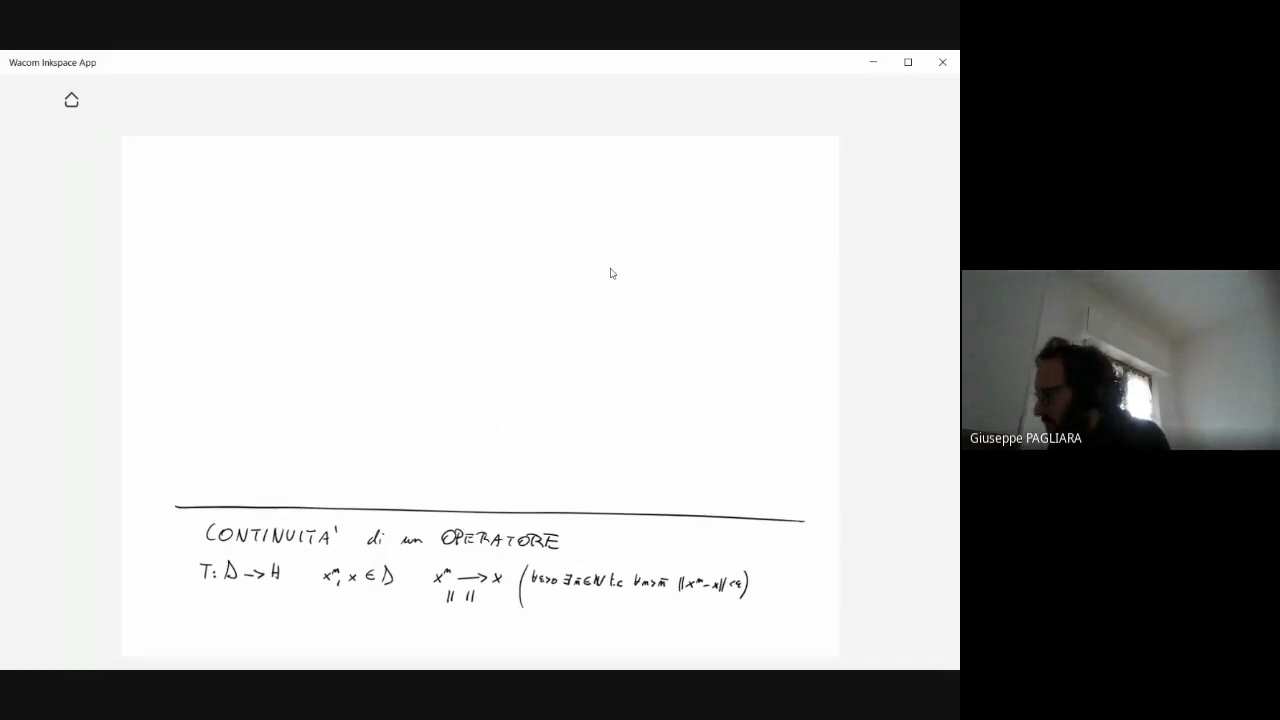 Wacom Inkspace App
CONTINUITA' di un OPERATORE
T: D → H xⁿ, x ∈ D xⁿ → x (∀ε>0 ∃ n̄ ∈ N t.c ∀n>n̄ ||xⁿ-x||<ε)
|| ||
Giuseppe PAGLIARA